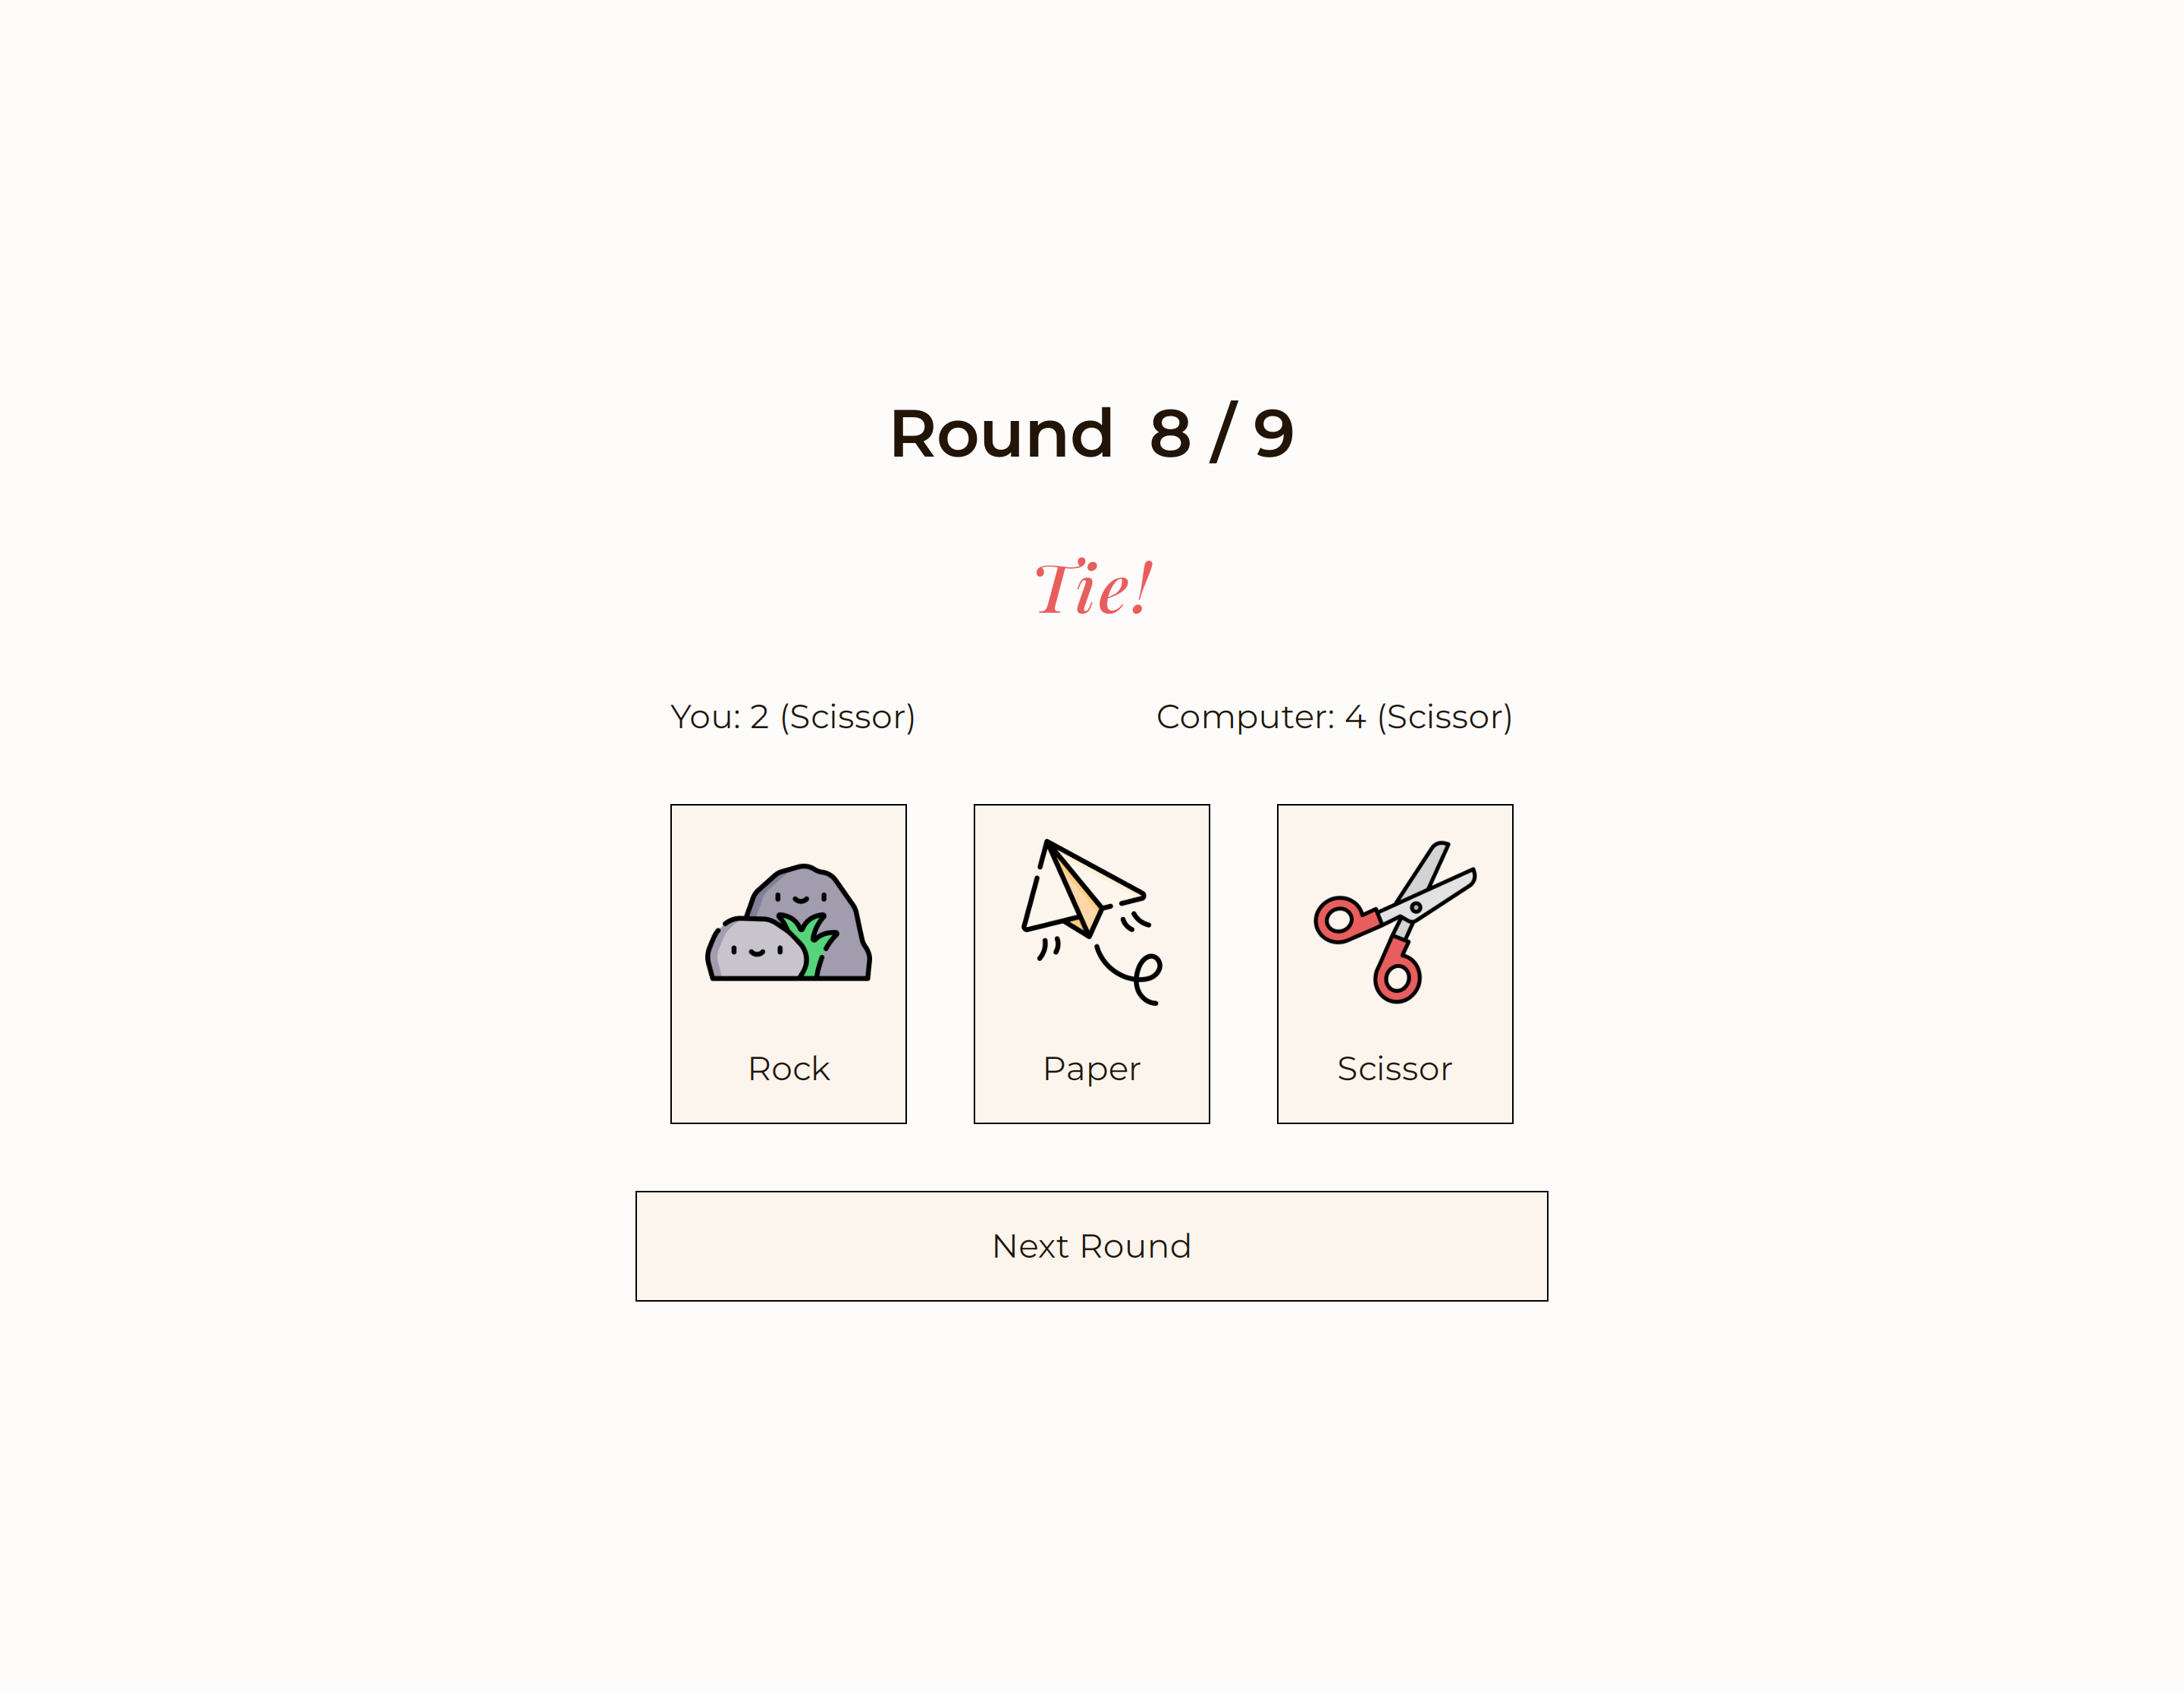 Round 8 / 9
Tie!
You: 2 (Scissor) Computer: 4 (Scissor)
Rock Paper Scissor
Next Round